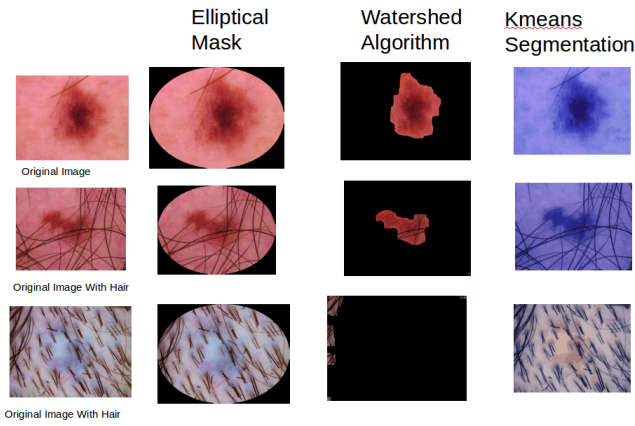 Elliptical
Mask
Watershed
Algorithm
Kmeans
Segmentation
Original Image
Original Image With Hair
Original Image With Hair